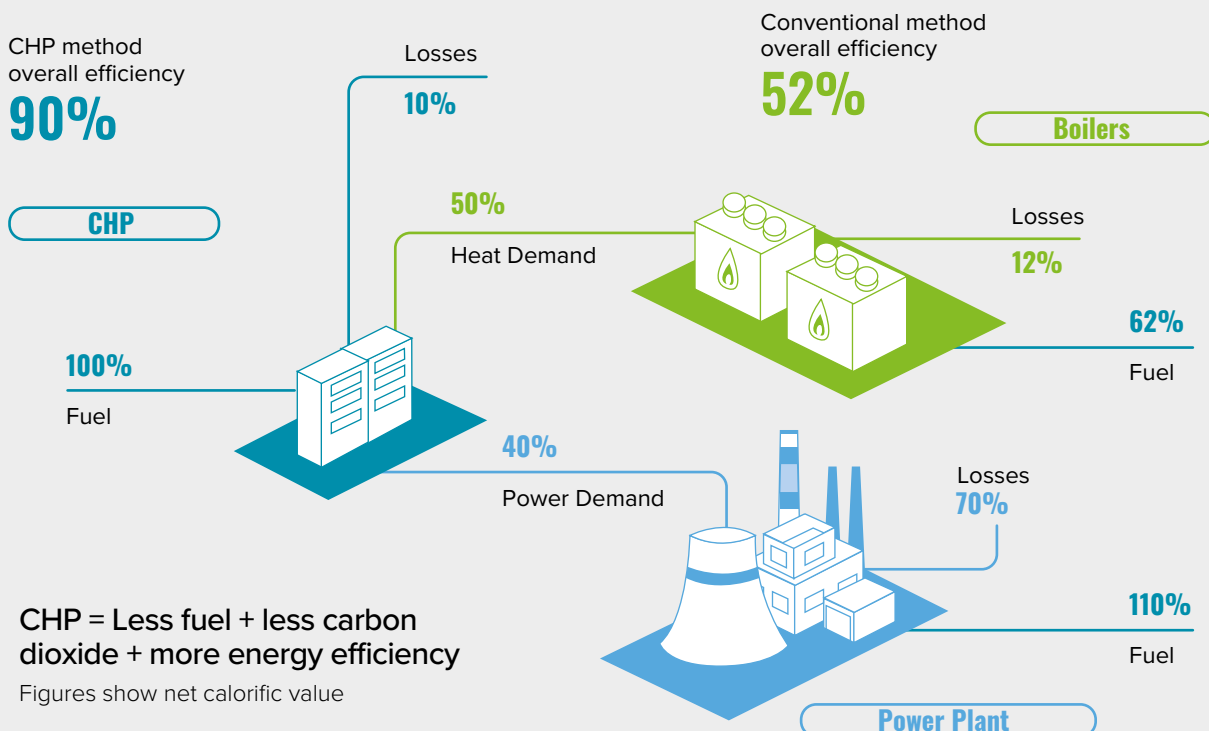 CHP method
overall efficiency
90%
Losses
10%
Conventional method
overall efficiency
52%
Boilers
CHP
50%
Heat Demand
Losses
12%
62%
Fuel
100%
Fuel
40%
Power Demand
Losses
70%
110%
Fuel
CHP = Less fuel + less carbon
dioxide + more energy efficiency
Figures show net calorific value
Power Plant